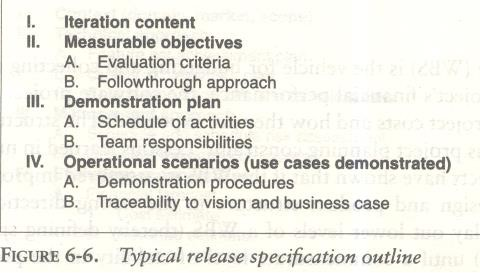 I. Iteration content
II. Measurable objectives
A. Evaluation criteria
B. Followthrough approach
III. Demonstration plan
A. Schedule of activities
B. Team responsibilities
IV. Operational scenarios (use cases demonstrated)
A. Demonstration procedures
B. Traceability to vision and business case
FIGURE 6-6. Typical release specification outline